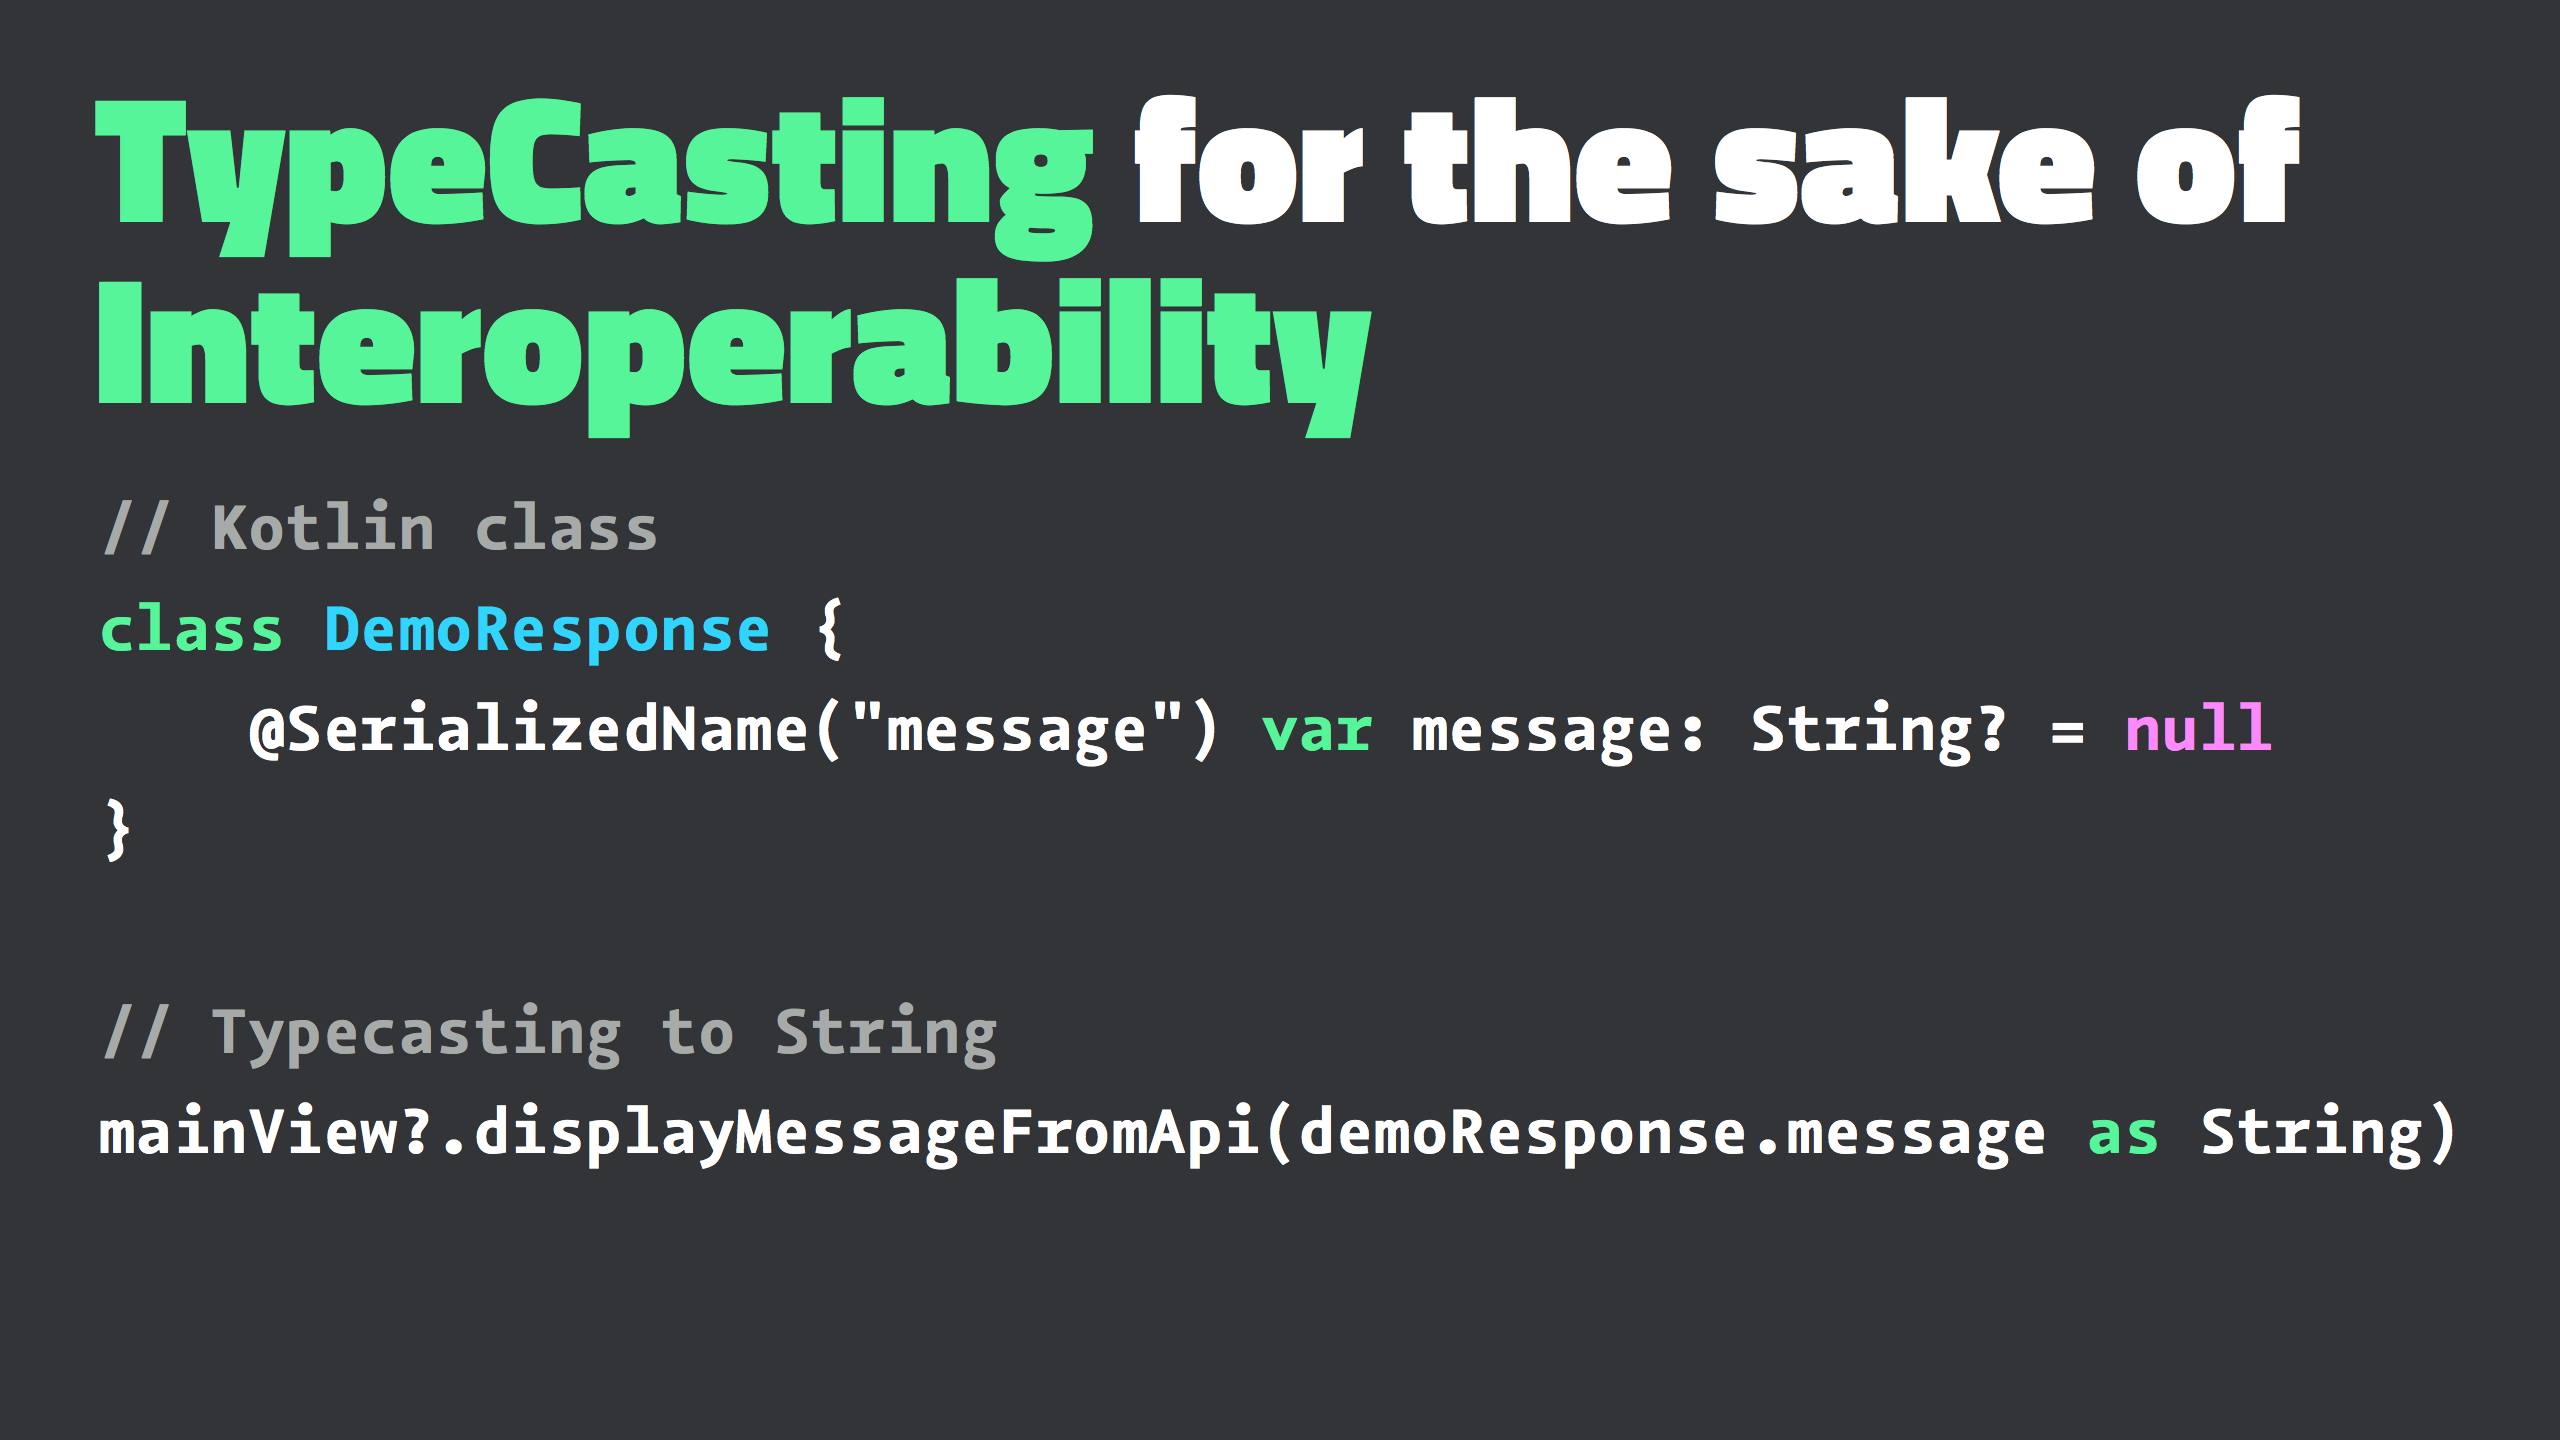 TypeCasting for the sake of
Interoperability
// Kotlin class
class DemoResponse {
    @SerializedName("message") var message: String? = null
}
// Typecasting to String
mainView?.displayMessageFromApi(demoResponse.message as String)